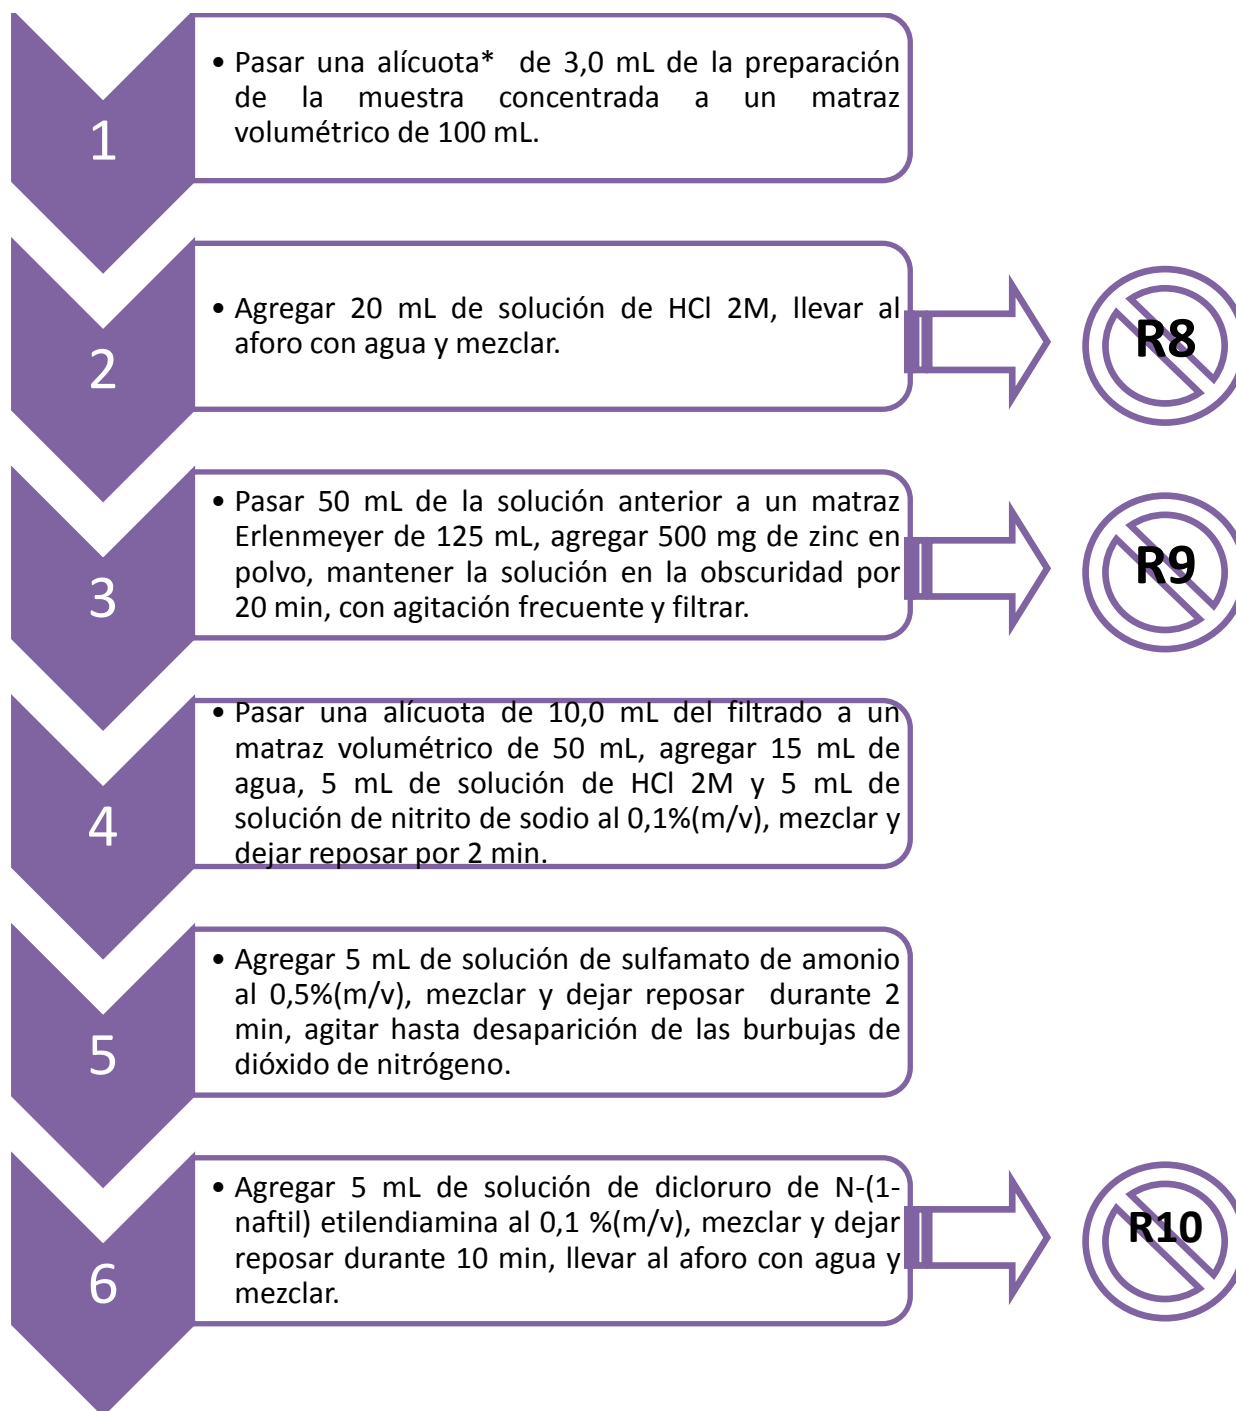 1
• Pasar una alícuota* de 3,0 mL de la preparación
de la muestra concentrada a un matraz
volumétrico de 100 mL.
2
• Agregar 20 mL de solución de HCl 2M, llevar al
aforo con agua y mezclar.
R8
3
• Pasar 50 mL de la solución anterior a un matraz
Erlenmeyer de 125 mL, agregar 500 mg de zinc en
polvo, mantener la solución en la obscuridad por
20 min, con agitación frecuente y filtrar.
R9
4
• Pasar una alícuota de 10,0 mL del filtrado a un
matraz volumétrico de 50 mL, agregar 15 mL de
agua, 5 mL de solución de HCl 2M y 5 mL de
solución de nitrito de sodio al 0,1%(m/v), mezclar y
dejar reposar por 2 min.
5
• Agregar 5 mL de solución de sulfamato de amonio
al 0,5%(m/v), mezclar y dejar reposar durante 2
min, agitar hasta desaparición de las burbujas de
dióxido de nitrógeno.
6
• Agregar 5 mL de solución de dicloruro de N-(1-
naftil) etilendiamina al 0,1 %(m/v), mezclar y dejar
reposar durante 10 min, llevar al aforo con agua y
mezclar.
R10